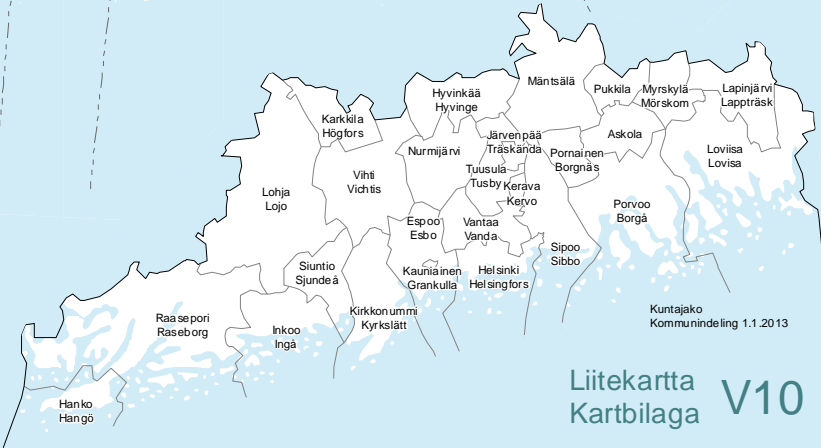 Mäntsälä
Hyvinkää
Hyvinge
Pukkila
Myrskylä
Mörskom
Lapinjärvi
Lappträsk
Karkkila
Högfors
Järvenpää
Träskända
Askola
Nurmijärvi
Pornainen
Borgnäs
Loviisa
Lovisa
Vihti
Vichtis
Tuusula
Tusby
Kerava
Kervo
Lohja
Lojo
Porvoo
Borgå
Espoo
Esbo
Vantaa
Vanda
Sipoo
Sibbo
Siuntio
Sjundeå
Kauniainen
Grankulla
Helsinki
Helsingfors
Raasepori
Raseborg
Inkoo
Ingå
Kirkkonummi
Kyrkslätt
Hanko
Hangö
Kuntajako
Kommunindeling 1.1.2013
Liitekartta
Kartbilaga
V10